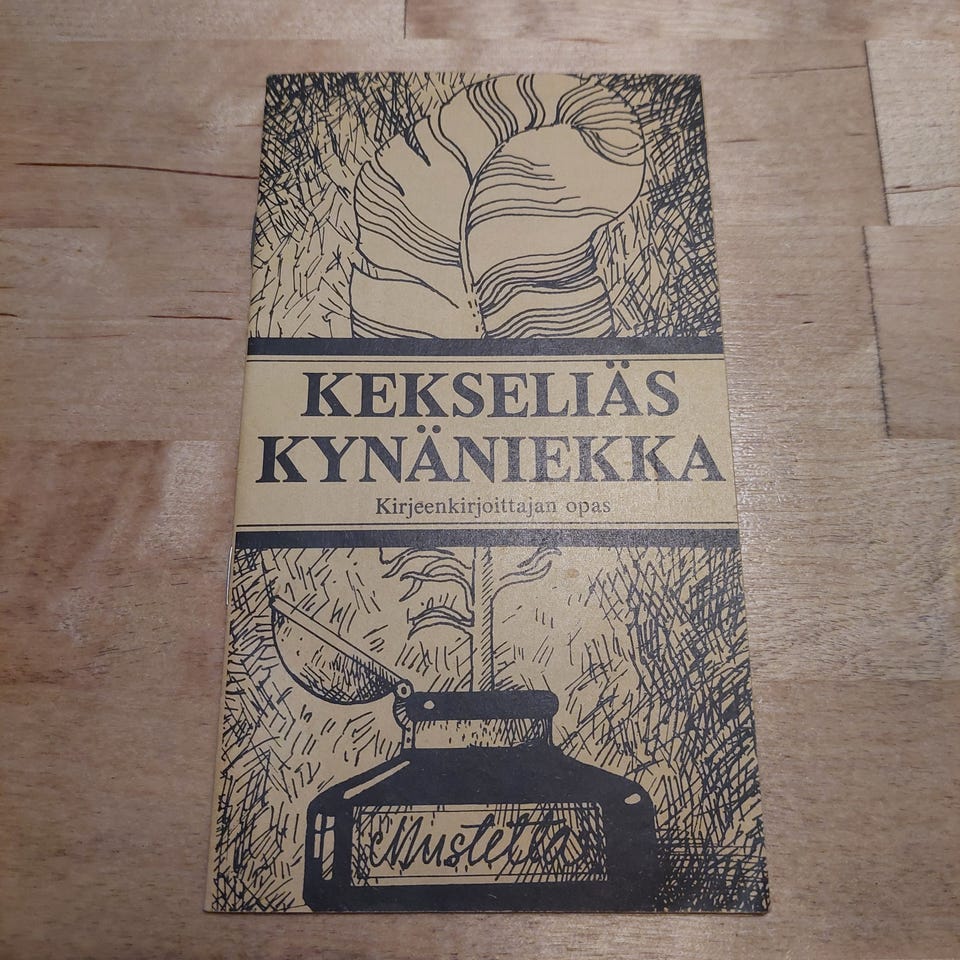 KEKSELIÄS
KYNÄNIEKKA
Kirjeenkirjoittajan opas
Mustetta